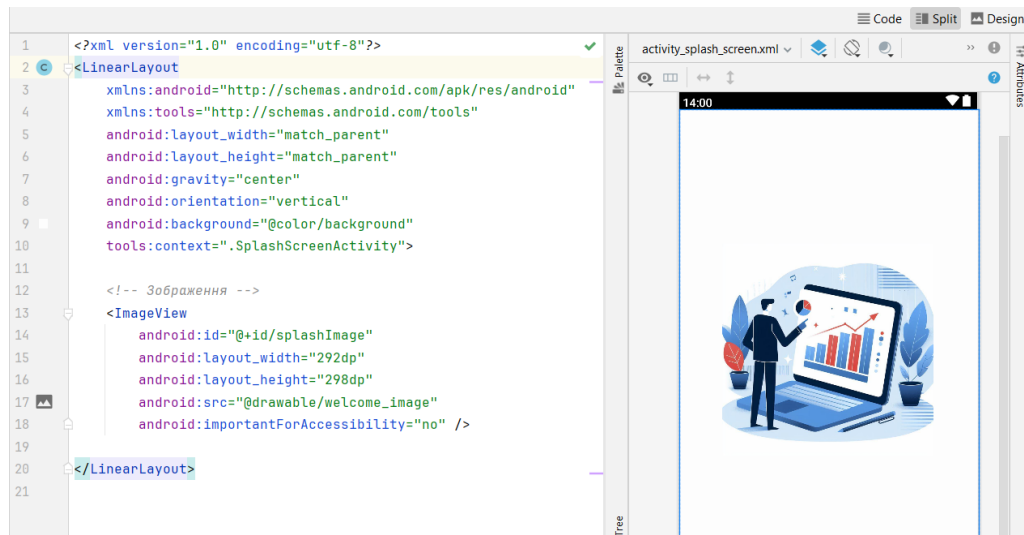 Code Split Design
1 <?xml version="1.0" encoding="utf-8"?>
2 C <LinearLayout
3 xmlns:android="http://schemas.android.com/apk/res/android"
4 xmlns:tools="http://schemas.android.com/tools"
5 android:layout_width="match_parent"
6 android:layout_height="match_parent"
7 android:gravity="center"
8 android:orientation="vertical"
9 android:background="@color/background"
10 tools:context=".SplashScreenActivity">
11
12 <!-- Зображення -->
13 <ImageView
14 android:id="@+id/splashImage"
15 android:layout_width="292dp"
16 android:layout_height="298dp"
17 android:src="@drawable/welcome_image"
18 android:importantForAccessibility="no" />
19
20 </LinearLayout>
21
Palette
Tree
activity_splash_screen.xml
14:00
Attributes